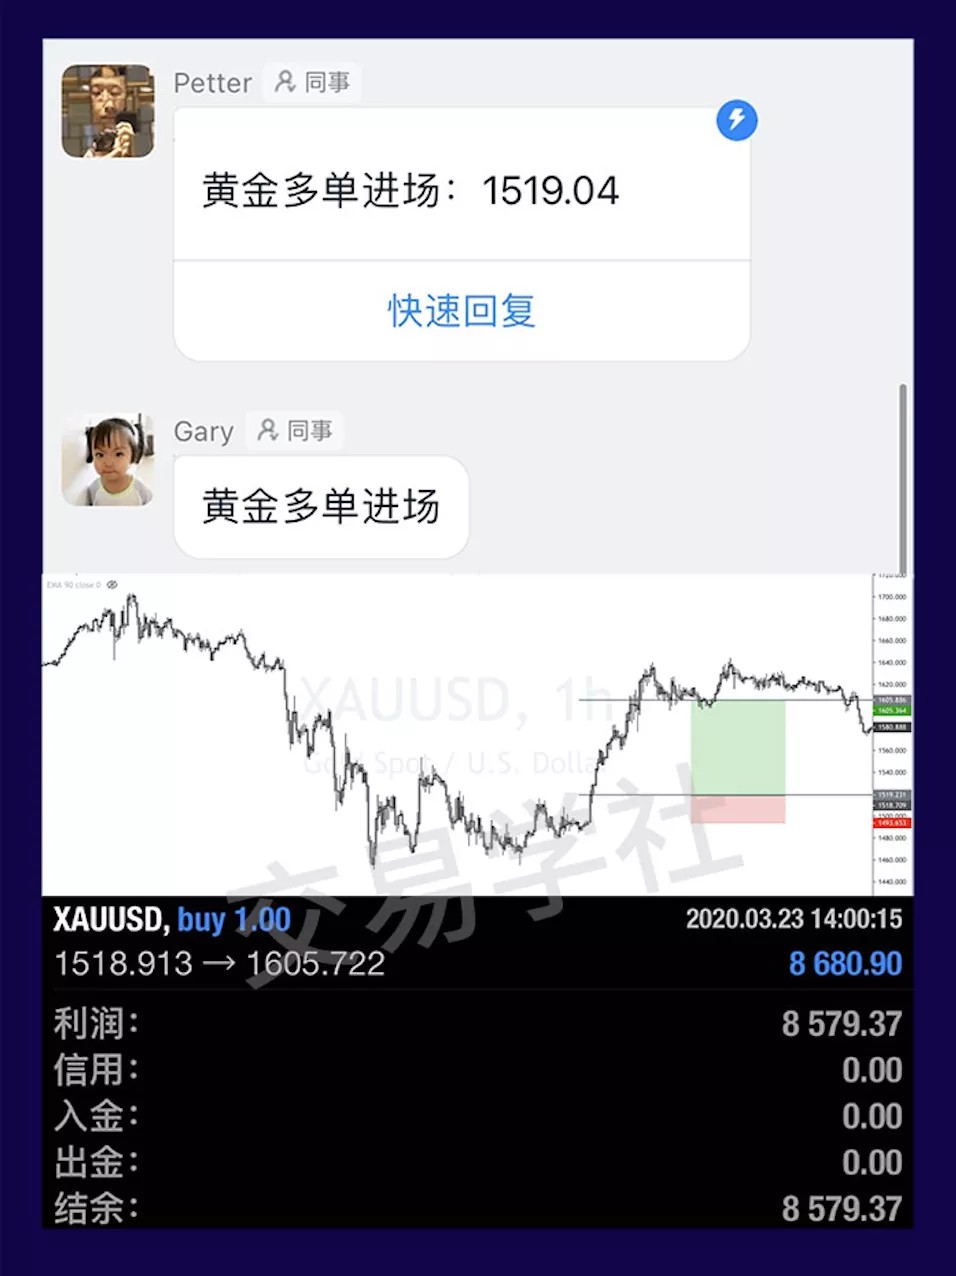 Petter 同事
黄金多单进场：1519.04
快速回复
Gary 同事
黄金多单进场
EMA 90 close 0
XAUUSD, 1h
Gold Spot / U.S. Dollar
1720.000
1700.000
1680.000
1660.000
1640.000
1620.000
1605.886
1605.364
1580.888
1560.000
1540.000
1519.231
1518.709
1500.000
1493.653
1480.000
1460.000
1440.000
交易学社
XAUUSD, buy 1.00 2020.03.23 14:00:15
1518.913 → 1605.722 8 680.90
利润： 8 579.37
信用： 0.00
入金： 0.00
出金： 0.00
结余： 8 579.37